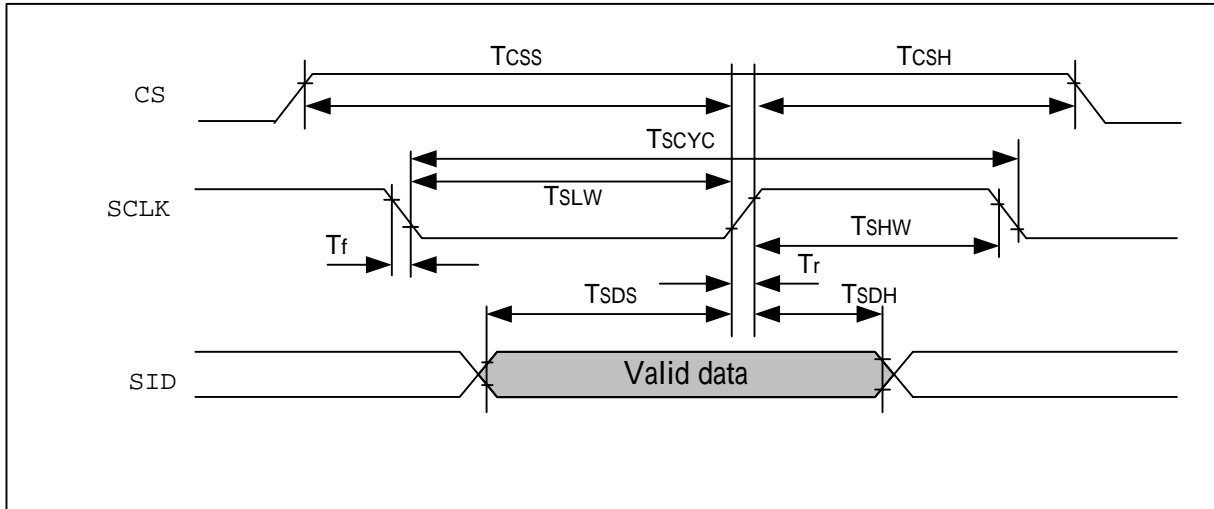 TCSS
TCSH
CS
TSCYC
TSLW
SCLK
TSHW
Tf
Tr
TSDS
TSDH
SID
Valid data